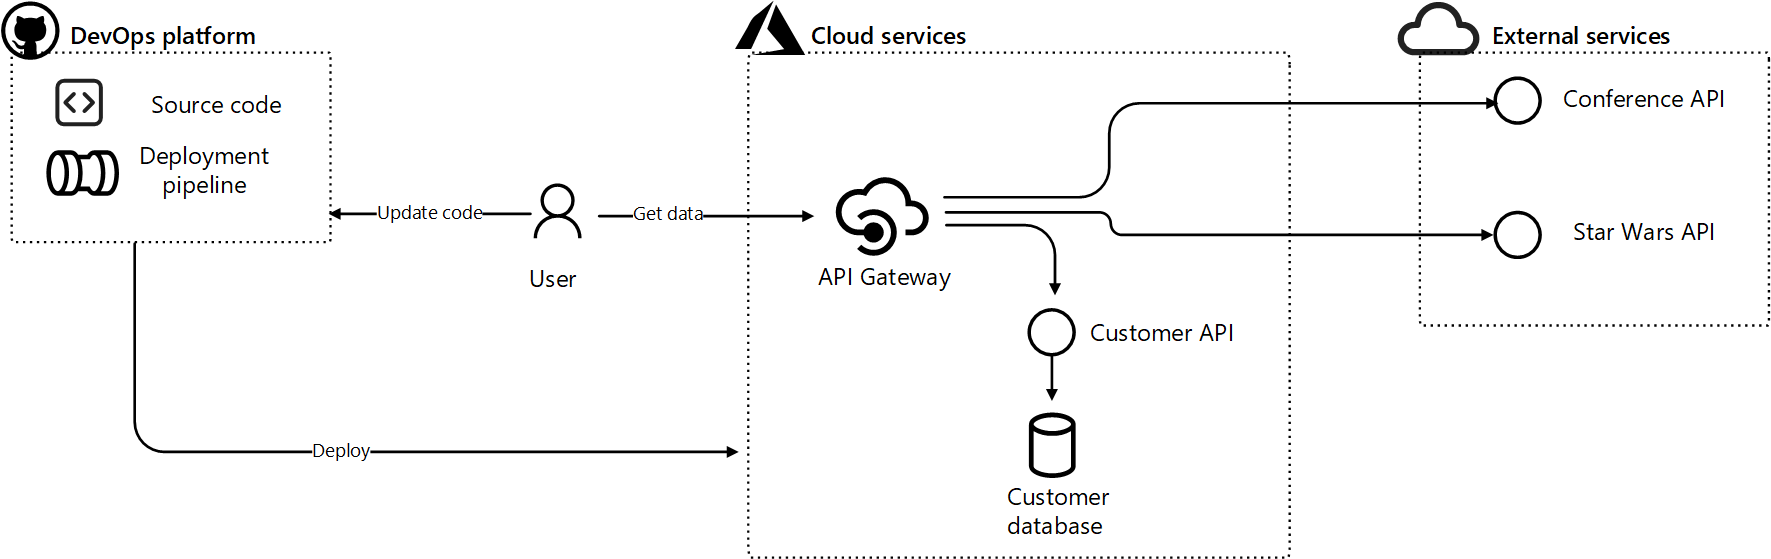 DevOps platform
Source code
Deployment
pipeline
Update code
User
Get data
Deploy
Cloud services
API Gateway
Customer API
Customer
database
External services
Conference API
Star Wars API